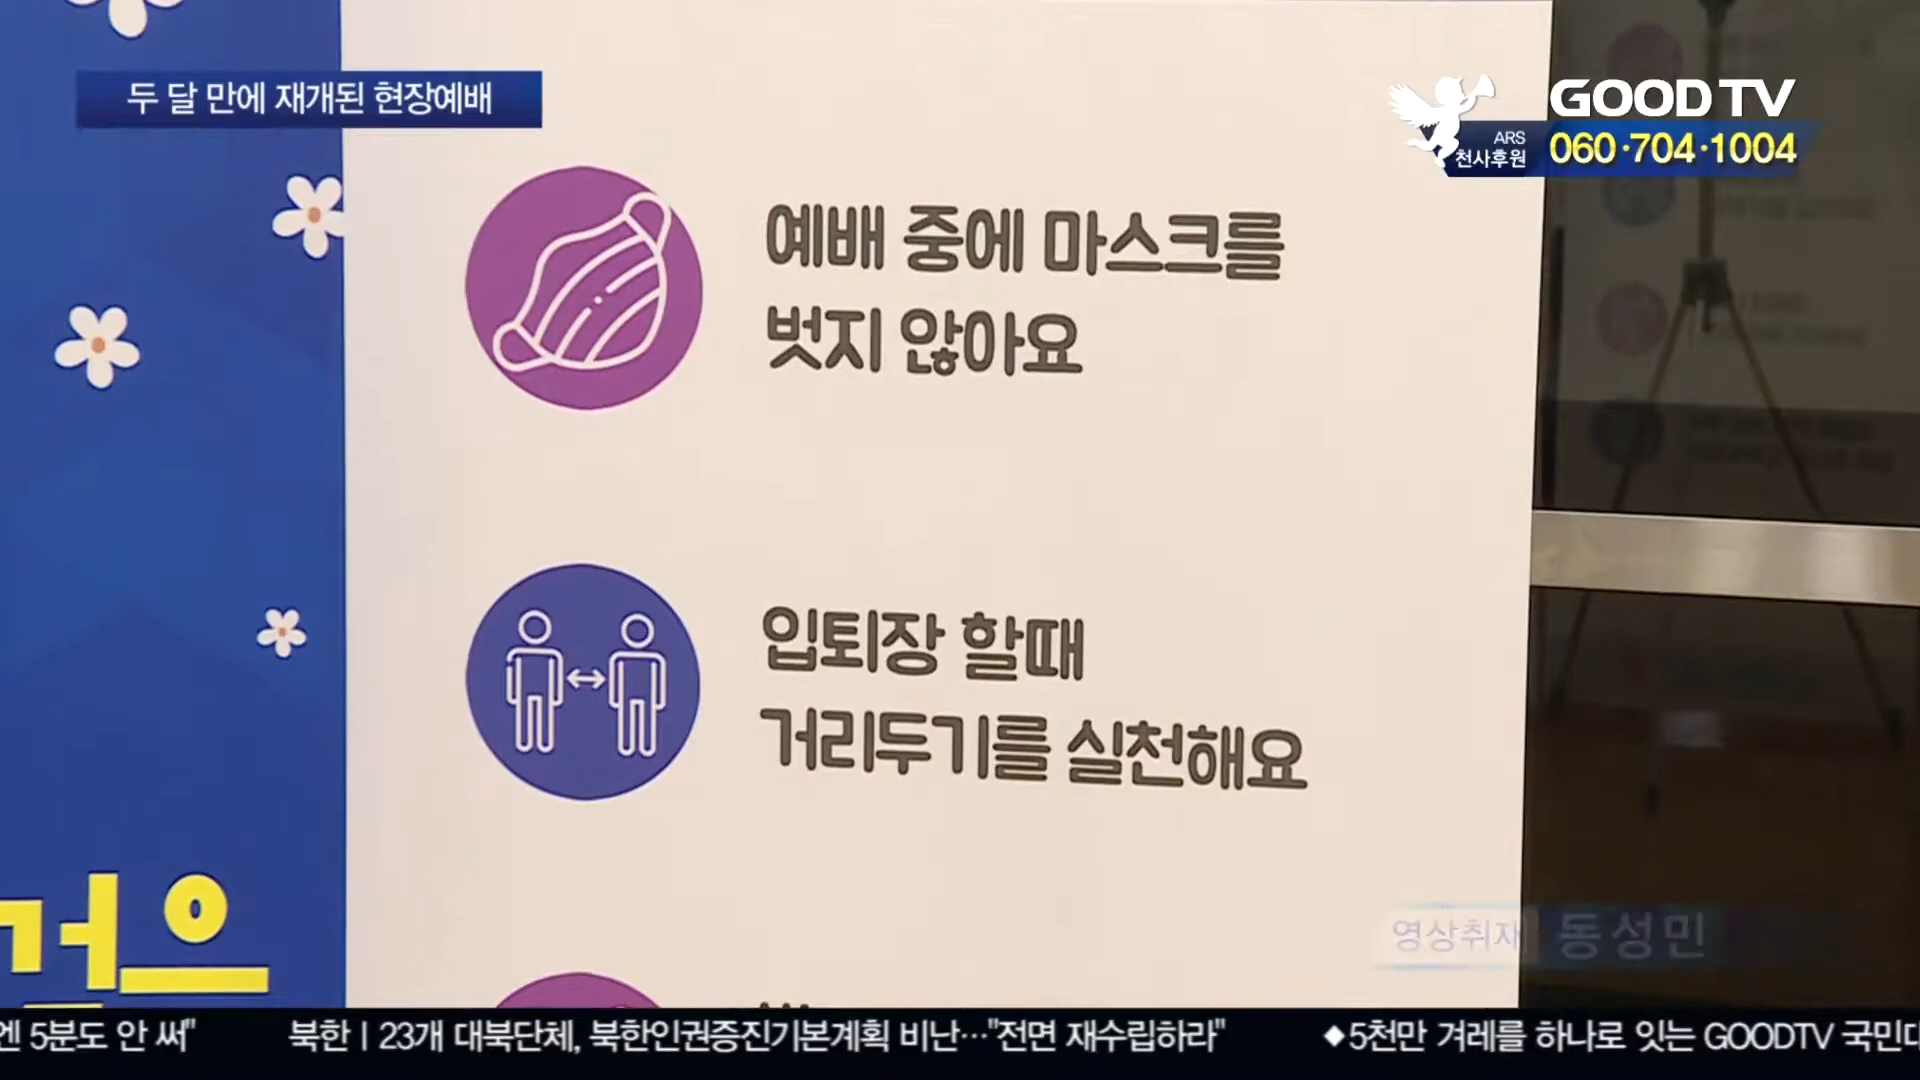 두 달 만에 재개된 현장예배
GOODTV
ARS
천사후원
060·704·1004
예배 중에 마스크를
벗지 않아요
입퇴장 할때
거리두기를 실천해요
영상취재 동성민
엔 5분도 안 써" 북한 | 23개 대북단체, 북한인권증진기본계획 비난…"전면 재수립하라" ◆5천만 겨레를 하나로 잇는 GOODTV 국민대